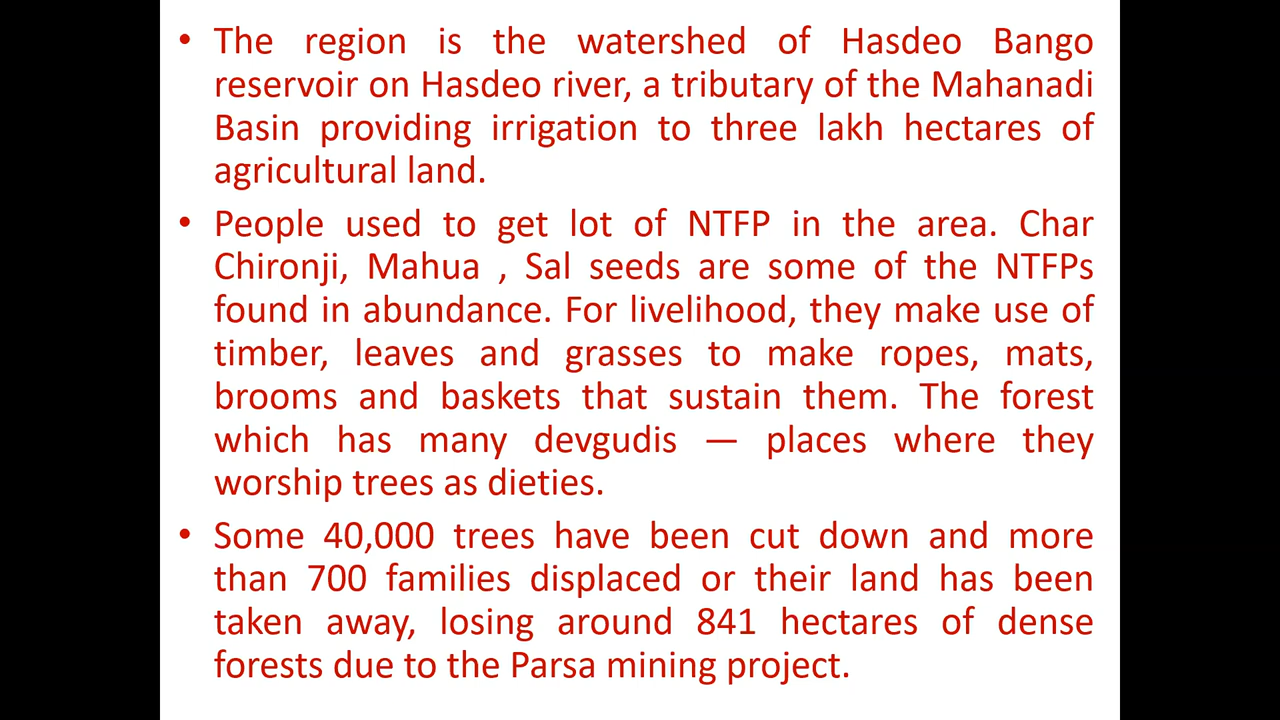 • The region is the watershed of Hasdeo Bango
reservoir on Hasdeo river, a tributary of the Mahanadi
Basin providing irrigation to three lakh hectares of
agricultural land.
• People used to get lot of NTFP in the area. Char
Chironji, Mahua , Sal seeds are some of the NTFPs
found in abundance. For livelihood, they make use of
timber, leaves and grasses to make ropes, mats,
brooms and baskets that sustain them. The forest
which has many devgudis — places where they
worship trees as dieties.
• Some 40,000 trees have been cut down and more
than 700 families displaced or their land has been
taken away, losing around 841 hectares of dense
forests due to the Parsa mining project.